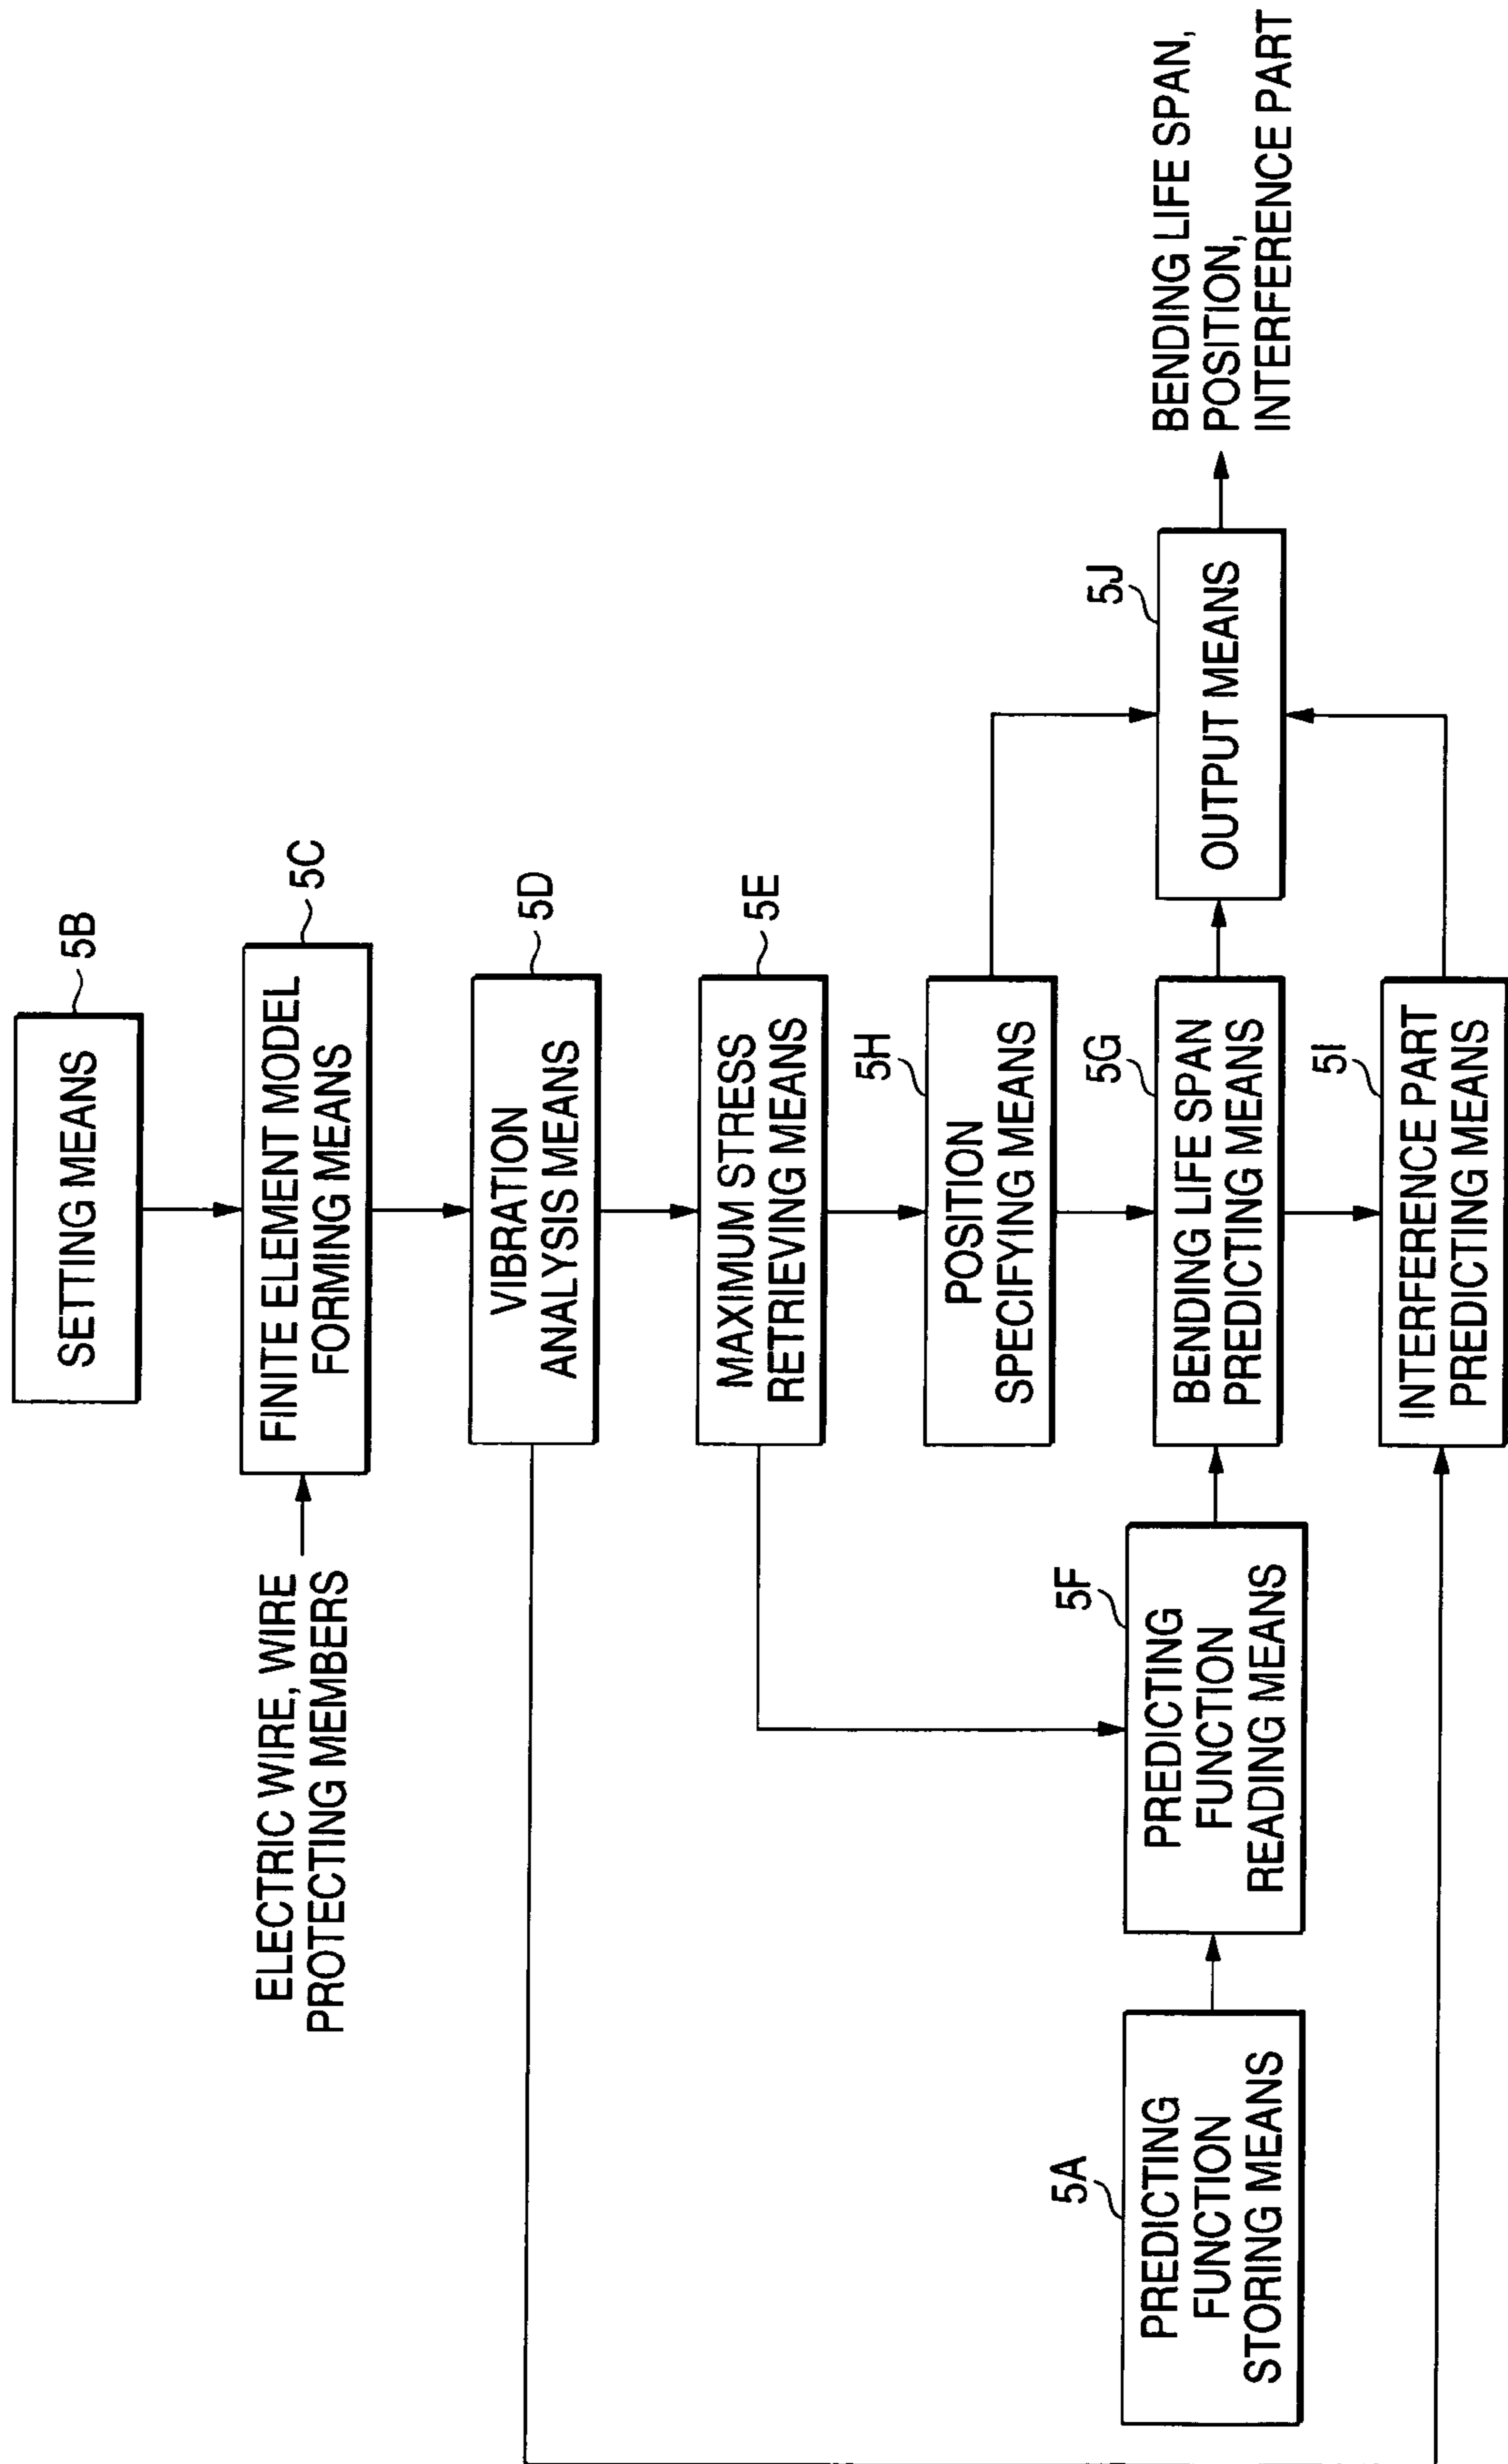 5B
SETTING MEANS
5C
FINITE ELEMENT MODEL
FORMING MEANS
ELECTRIC WIRE, WIRE
PROTECTING MEMBERS
5D
VIBRATION
ANALYSIS MEANS
5E
MAXIMUM STRESS
RETRIEVING MEANS
5H
POSITION
SPECIFYING MEANS
5A
PREDICTING
FUNCTION
STORING MEANS
5F
PREDICTING
FUNCTION
READING MEANS
5G
BENDING LIFE SPAN
PREDICTING MEANS
5J
OUTPUT MEANS
BENDING LIFE SPAN,
POSITION,
INTERFERENCE PART
5I
INTERFERENCE PART
PREDICTING MEANS